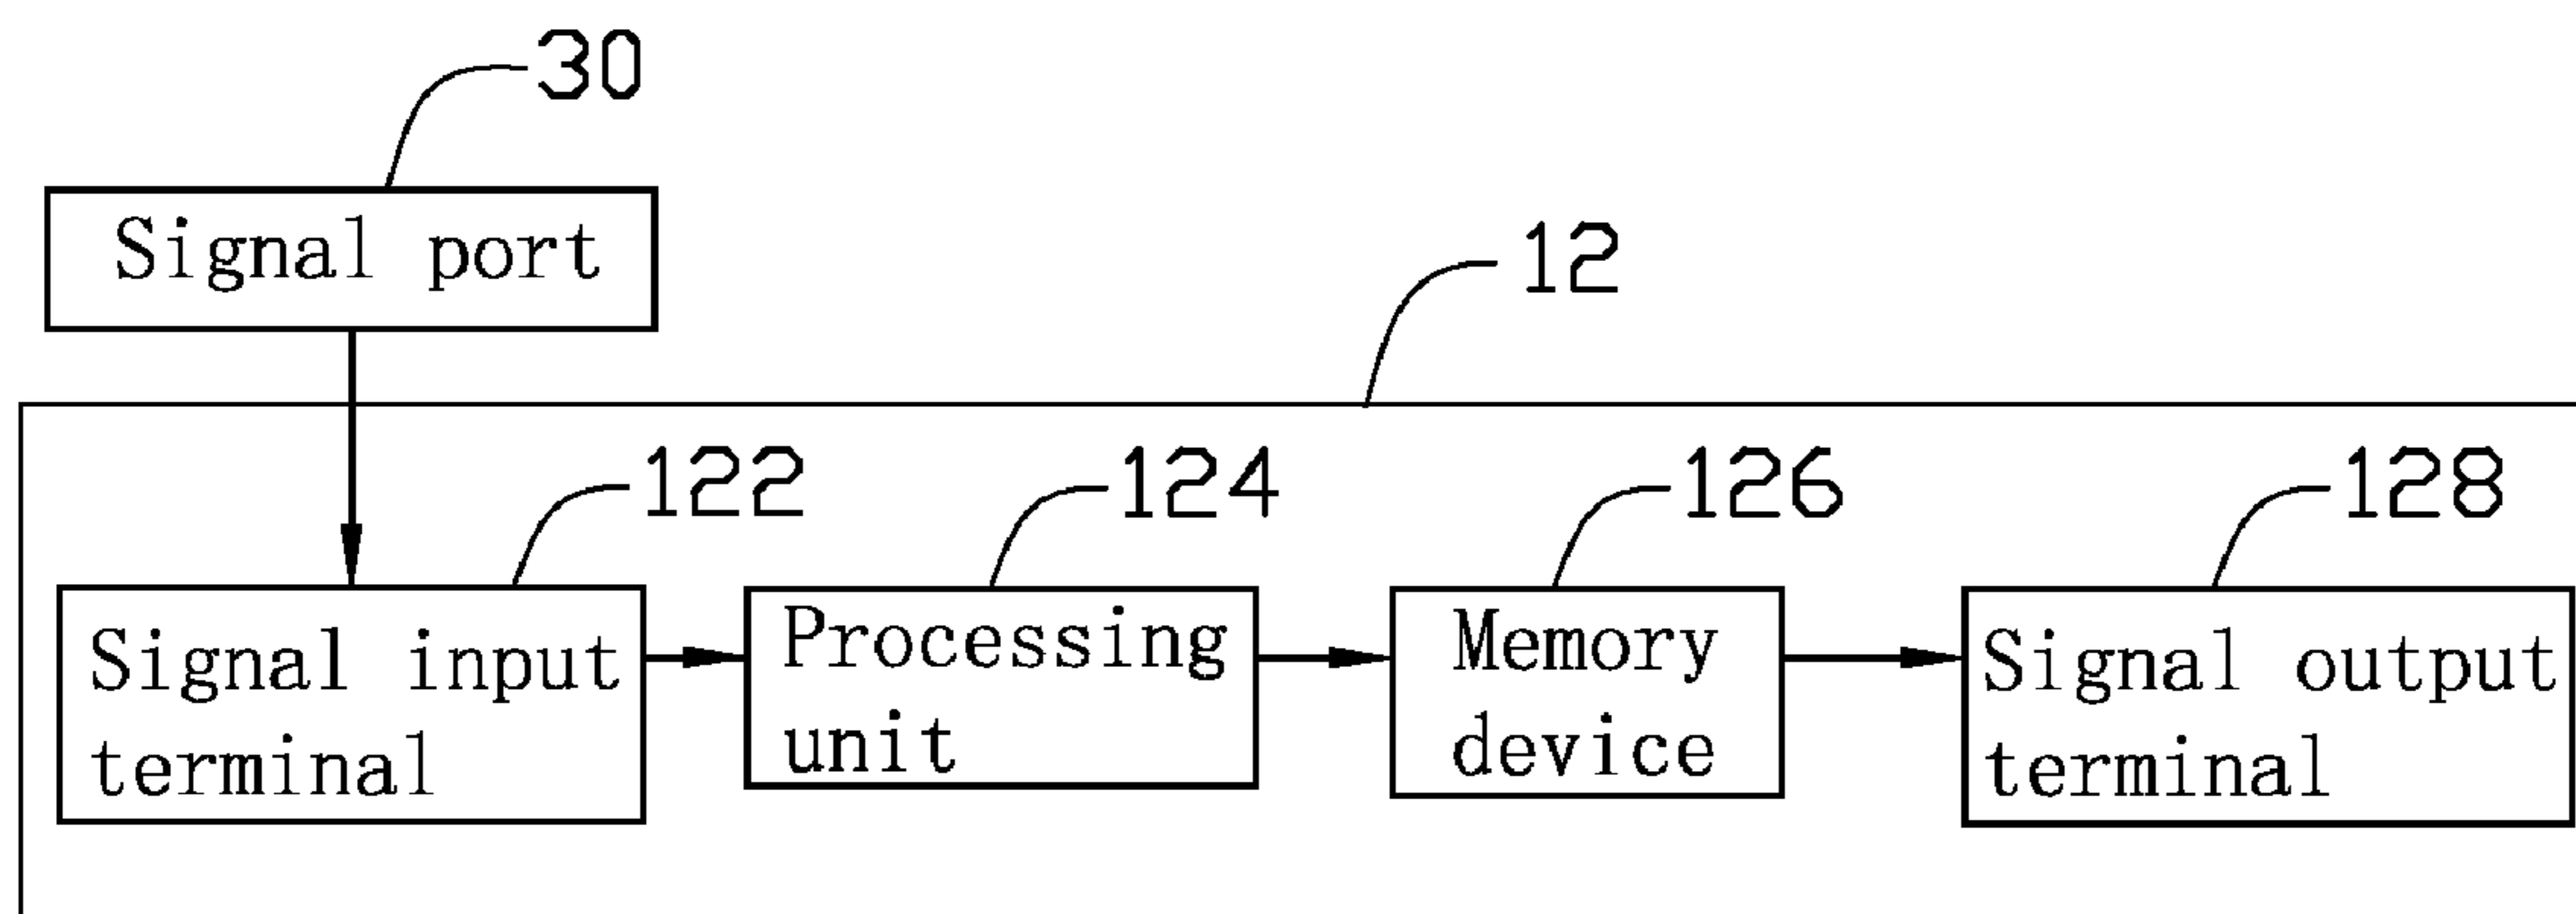 30
Signal port
12
122
124
126
128
Signal input
terminal
Processing
unit
Memory
device
Signal output
terminal